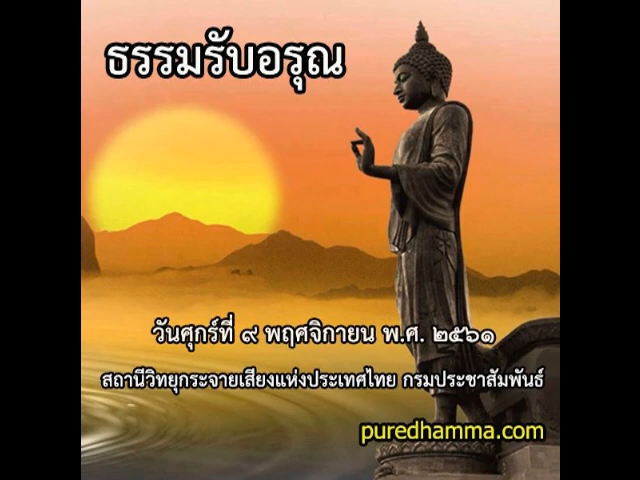 ธรรมรับอรุณ
วันศุกร์ที่ ๙ พฤศจิกายน พ.ศ. ๒๕๖๑
สถานีวิทยุกระจายเสียงแห่งประเทศไทย กรมประชาสัมพันธ์
puredhamma.com